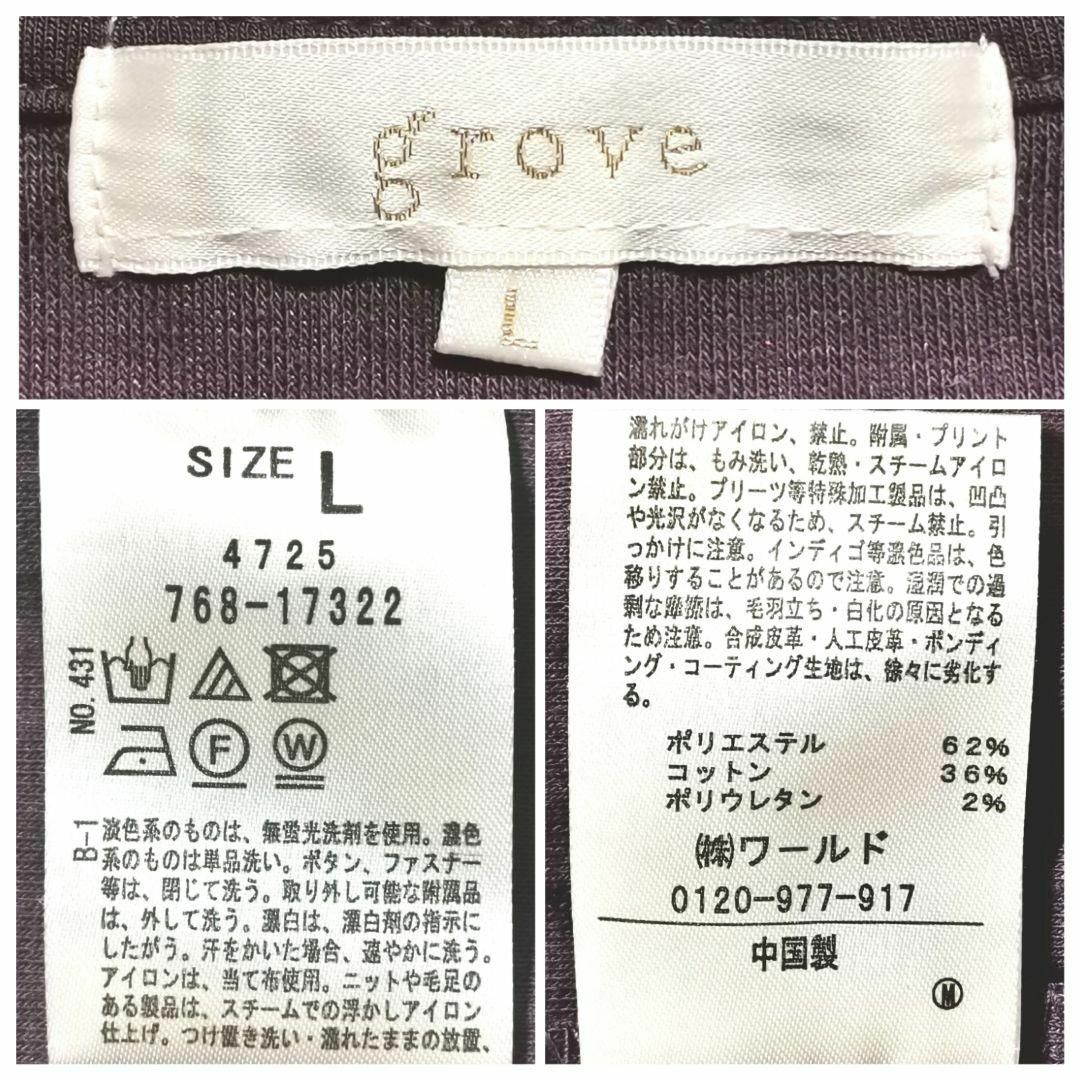 grove
L
SIZE L
4725
768-17322
NO. 431
F
W
B-1
淡色系のものは、無蛍光洗剤を使用。濃色
系のものは単品洗い。ボタン、ファスナー
等は、閉じて洗う。取り外し可能な附属品
は、外して洗う。漂白は、漂白剤の指示に
したがう。汗をかいた場合、速やかに洗う。
アイロンは、当て布使用。ニットや毛足の
ある製品は、スチームでの浮かしアイロン
仕上げ。つけ置き洗い・濡れたままの放置、
濡れがけアイロン、禁止。附属・プリント
部分は、もみ洗い、乾熱・スチームアイロ
ン禁止。プリーツ等特殊加工製品は、凹凸
や光沢がなくなるため、スチーム禁止。引
っかけに注意。インディゴ等濃色品は、色
移りすることがあるので注意。湿潤での過
剰な摩擦は、毛羽立ち・白化の原因となる
ため注意。合成皮革・人工皮革・ボンディ
ング・コーティング生地は、徐々に劣化す
る。
ポリエステル 62%
コットン 36%
ポリウレタン 2%
㈱ワールド
0120-977-917
中国製
Ⓜ